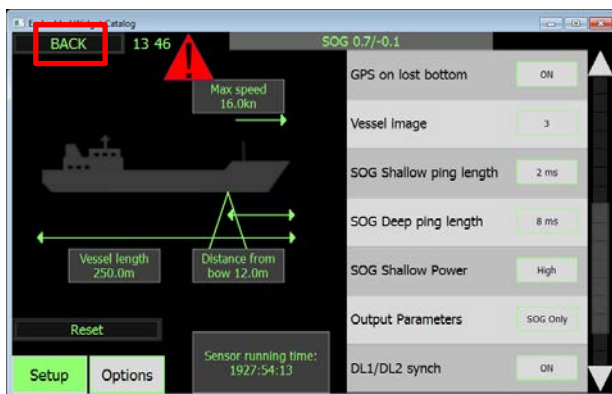 Embedded Widget Catalog
BACK
13 46
SOG 0.7/-0.1
Max speed
16.0kn
Vessel length
250.0m
Distance from
bow 12.0m
Reset
Sensor running time:
1927:54:13
Setup
Options
GPS on lost bottom
ON
Vessel image
3
SOG Shallow ping length
2 ms
SOG Deep ping length
8 ms
SOG Shallow Power
High
Output Parameters
SOG Only
DL1/DL2 synch
ON